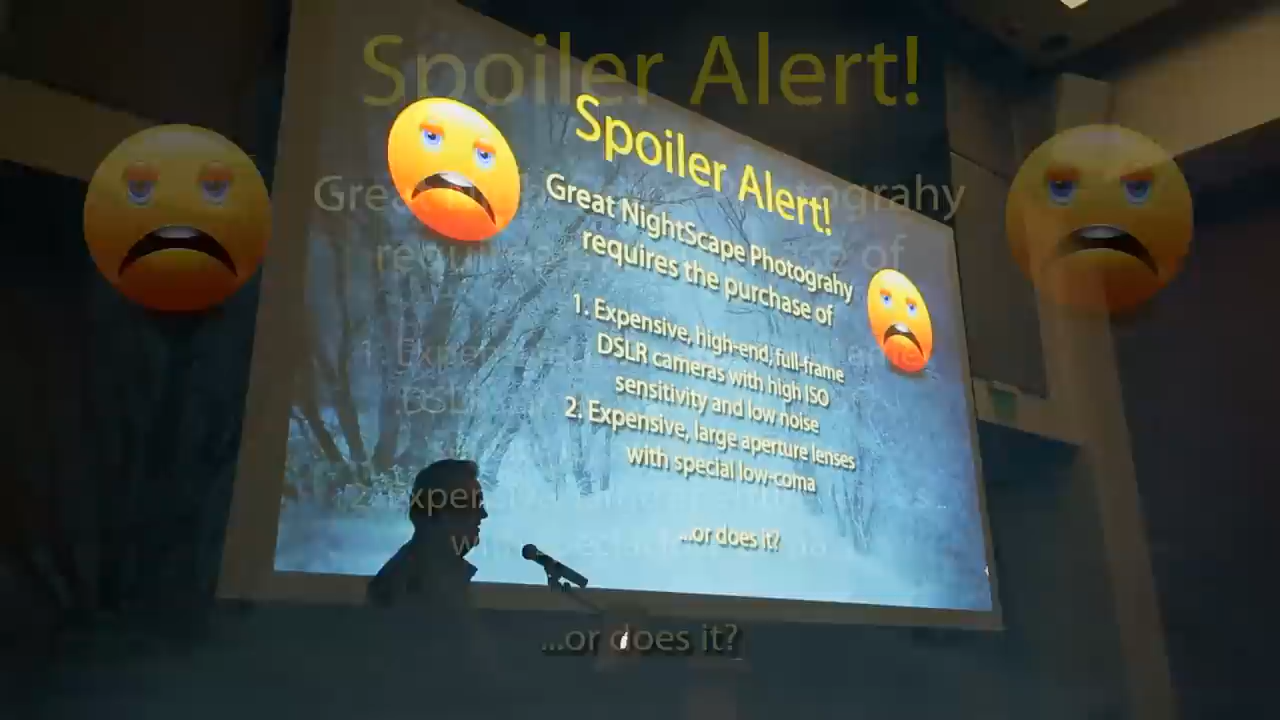 Spoiler Alert!
Spoiler Alert!
Great NightScape Photograhy
requires the purchase of
1. Expensive, high-end, full-frame
DSLR cameras with high ISO
sensitivity and low noise
2. Expensive, large aperture lenses
with special low-coma
...or does it?
...or does it?